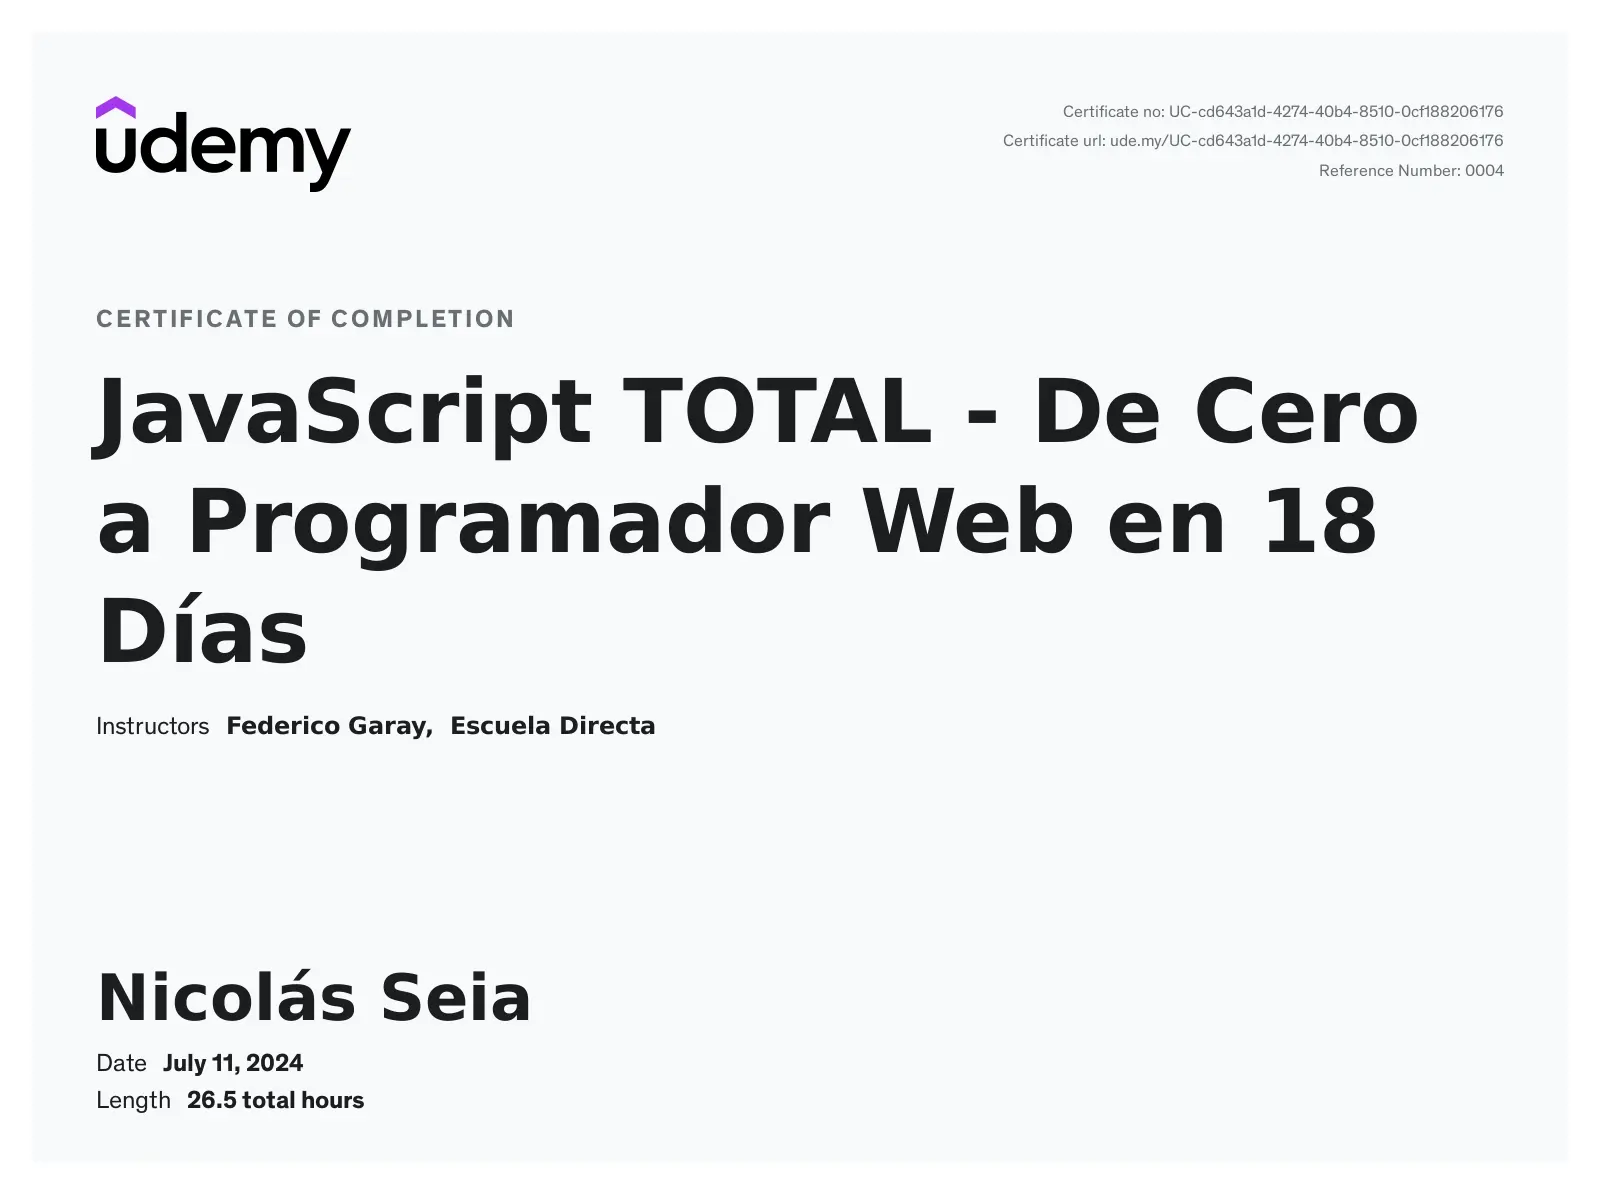 udemy
Certificate no: UC-cd643a1d-4274-40b4-8510-0cf188206176
Certificate url: ude.my/UC-cd643a1d-4274-40b4-8510-0cf188206176
Reference Number: 0004
CERTIFICATE OF COMPLETION
JavaScript TOTAL - De Cero
a Programador Web en 18
Días
Instructors Federico Garay, Escuela Directa
Nicolás Seia
Date July 11, 2024
Length 26.5 total hours